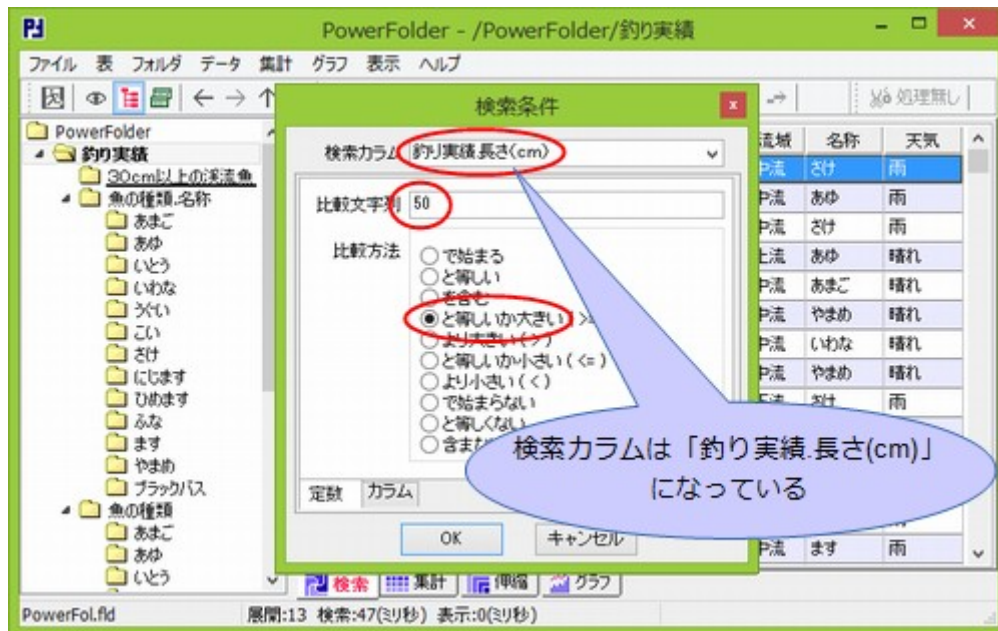 PowerFolder - /PowerFolder/釣り実績
ファイル 表 フォルダ データ 集計 グラフ 表示 ヘルプ
処理無し
PowerFolder
釣り実績
30cm以上の渓流魚
魚の種類.名称
あまご
あゆ
いとう
いわな
うぐい
こい
さけ
にじます
ひめます
ふな
ます
やまめ
ブラックバス
魚の種類
あまご
あゆ
いとう
検索条件
検索カラム 釣り実績.長さ(cm)
比較文字列 50
比較方法
で始まる
と等しい
を含む
と等しいか大きい( >=
より大きい( > )
と等しいか小さい( <= )
より小さい( < )
で始まらない
と等しくない
含まな
定数 カラム
OK キャンセル
流域 名称 天気
中流 さけ 雨
中流 あゆ 雨
中流 さけ 雨
上流 あゆ 晴れ
中流 あまご 晴れ
中流 やまめ 晴れ
中流 いわな 晴れ
中流 やまめ 晴れ
さけ 雨
中流 ます 雨
検索カラムは「釣り実績.長さ(cm)」
になっている
検索 集計 伸縮 グラフ
PowerFol.fld 展開:13 検索:47(ミリ秒) 表示:0(ミリ秒)